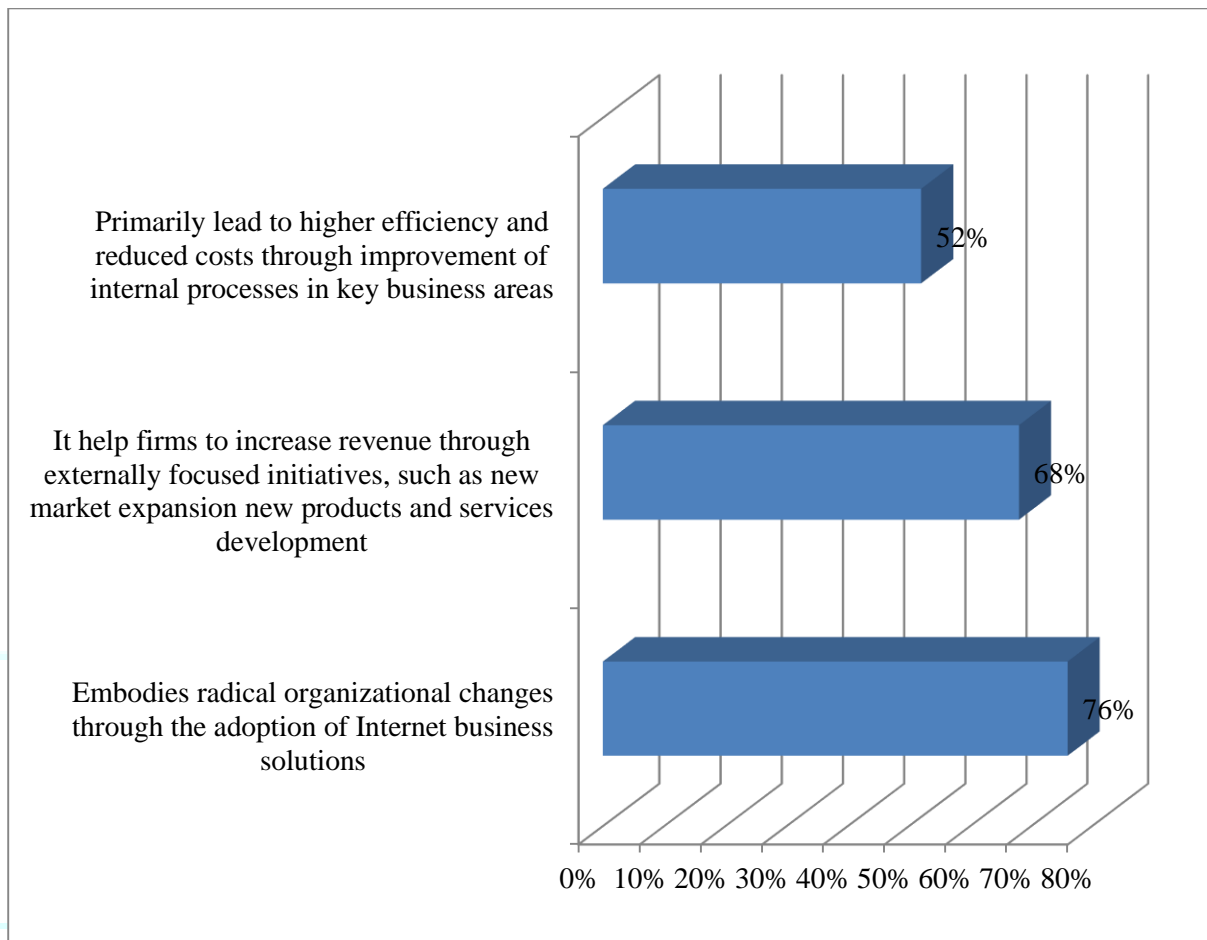 Primarily lead to higher efficiency and
reduced costs through improvement of
internal processes in key business areas
52%
It help firms to increase revenue through
externally focused initiatives, such as new
market expansion new products and services
development
68%
Embodies radical organizational changes
through the adoption of Internet business
solutions
76%
0% 10% 20% 30% 40% 50% 60% 70% 80%